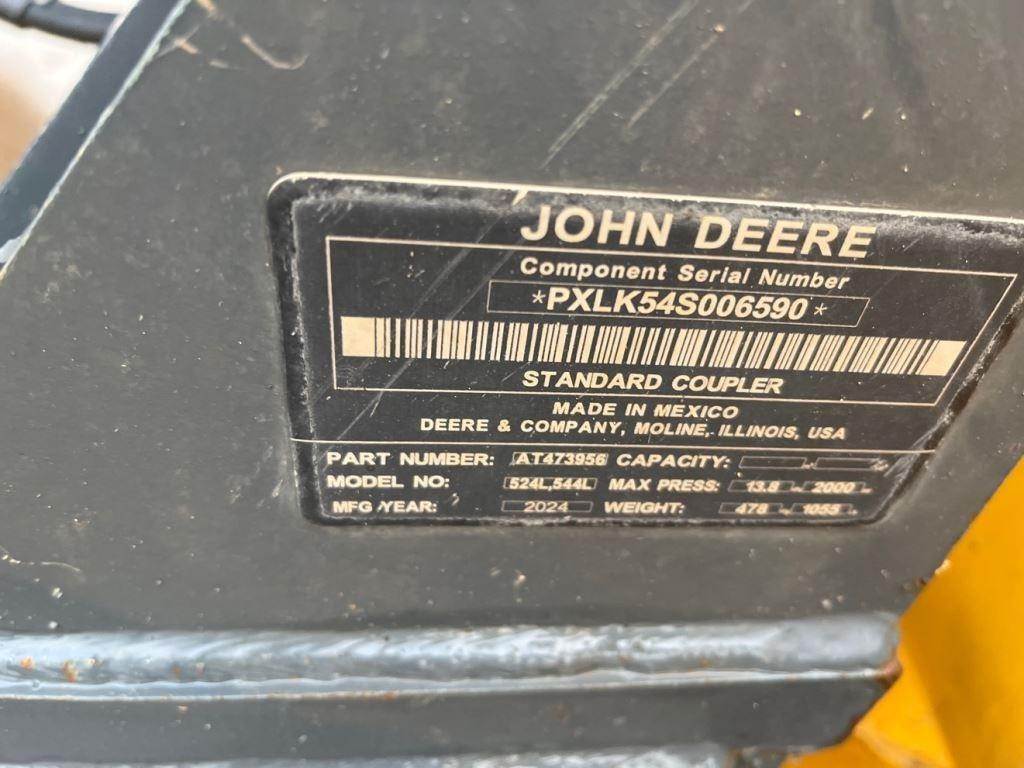 JOHN DEERE
Component Serial Number
*PXLK54S006590*
STANDARD COUPLER
MADE IN MEXICO
DEERE & COMPANY, MOLINE, ILLINOIS, USA
PART NUMBER: AT473956 CAPACITY:
MODEL NO: 524L,544L MAX PRESS: 13.8 2000
MFG YEAR: 2024 WEIGHT: 478 1055